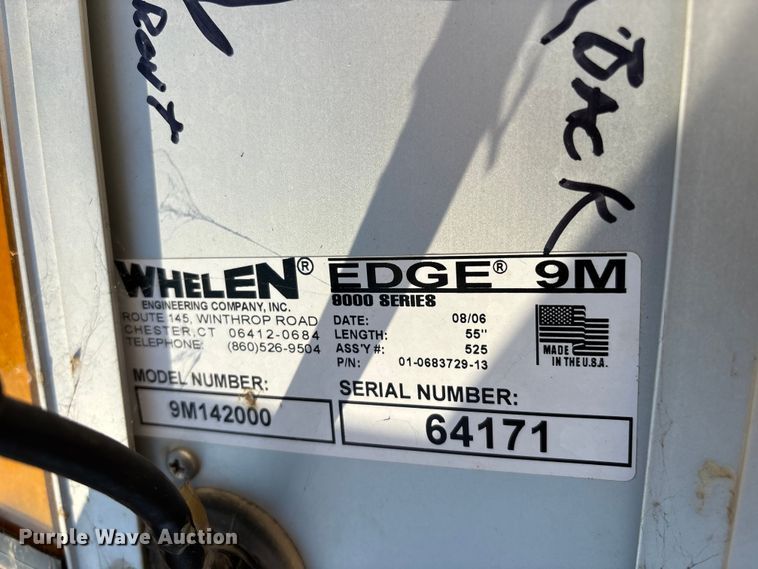 Front
BACK
WHELEN®
ENGINEERING COMPANY, INC.
ROUTE 145, WINTHROP ROAD
CHESTER, CT 06412-0684
TELEPHONE: (860)526-9504
EDGE® 9M
9000 SERIES
DATE: 08/06
LENGTH: 55"
ASS'Y #: 525
P/N: 01-0683729-13
MADE
IN THE U.S.A.
MODEL NUMBER:
9M142000
SERIAL NUMBER:
64171
Purple Wave Auction